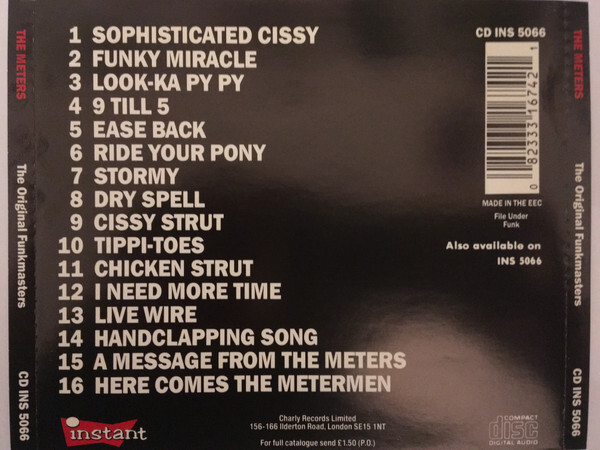 THE METERS The Original Funkmasters CD INS 5066
1 SOPHISTICATED CISSY
2 FUNKY MIRACLE
3 LOOK-KA PY PY
4 9 TILL 5
5 EASE BACK
6 RIDE YOUR PONY
7 STORMY
8 DRY SPELL
9 CISSY STRUT
10 TIPPI-TOES
11 CHICKEN STRUT
12 I NEED MORE TIME
13 LIVE WIRE
14 HANDCLAPPING SONG
15 A MESSAGE FROM THE METERS
16 HERE COMES THE METERMEN
CD INS 5066
0 82333 16742 1
MADE IN THE EEC
File Under
Funk
Also available on
INS 5066
instant
Charly Records Limited
156-166 Ilderton Road, London SE15 1NT
For full catalogue send £1.50 (P.O.)
COMPACT
disc
DIGITAL AUDIO
THE METERS The Original Funkmasters CD INS 5066